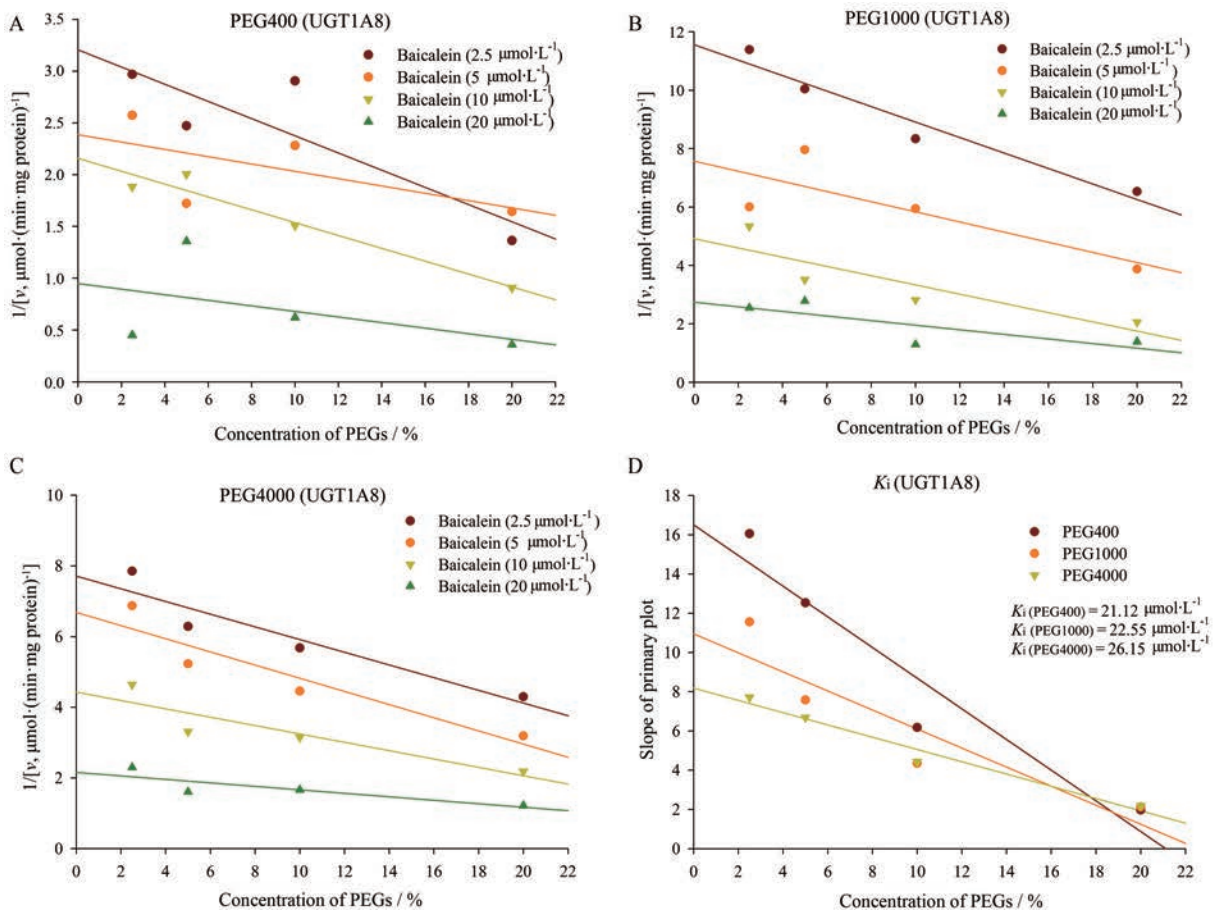 A
PEG400 (UGT1A8)
Baicalein (2.5 μmol·L⁻¹)
Baicalein (5 μmol·L⁻¹)
Baicalein (10 μmol·L⁻¹)
Baicalein (20 μmol·L⁻¹)
1/[v, μmol·(min·mg protein)⁻¹]
3.5
3.0
2.5
2.0
1.5
1.0
0.5
0.0
0 2 4 6 8 10 12 14 16 18 20 22
Concentration of PEGs / %
B
PEG1000 (UGT1A8)
Baicalein (2.5 μmol·L⁻¹)
Baicalein (5 μmol·L⁻¹)
Baicalein (10 μmol·L⁻¹)
Baicalein (20 μmol·L⁻¹)
1/[v, μmol·(min·mg protein)⁻¹]
12
10
8
6
4
2
0
0 2 4 6 8 10 12 14 16 18 20 22
Concentration of PEGs / %
C
PEG4000 (UGT1A8)
Baicalein (2.5 μmol·L⁻¹)
Baicalein (5 μmol·L⁻¹)
Baicalein (10 μmol·L⁻¹)
Baicalein (20 μmol·L⁻¹)
1/[v, μmol·(min·mg protein)⁻¹]
10
8
6
4
2
0
0 2 4 6 8 10 12 14 16 18 20 22
Concentration of PEGs / %
D
Ki (UGT1A8)
PEG400
PEG1000
PEG4000
Ki (PEG400) = 21.12 μmol·L⁻¹
Ki (PEG1000) = 22.55 μmol·L⁻¹
Ki (PEG4000) = 26.15 μmol·L⁻¹
Slope of primary plot
18
16
14
12
10
8
6
4
2
0
0 2 4 6 8 10 12 14 16 18 20 22
Concentration of PEGs / %